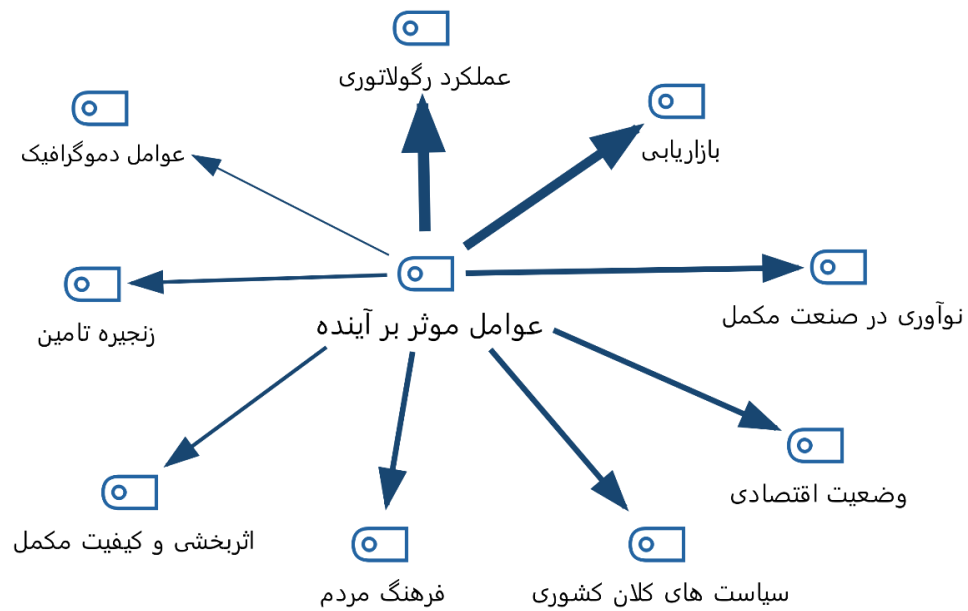 عملکرد رگولاتوری
بازاریابی
عوامل دموگرافیک
نوآوری در صنعت مکمل
عوامل موثر بر آینده
زنجیره تامین
وضعیت اقتصادی
اثربخشی و کیفیت مکمل
سیاست های کلان کشوری
فرهنگ مردم